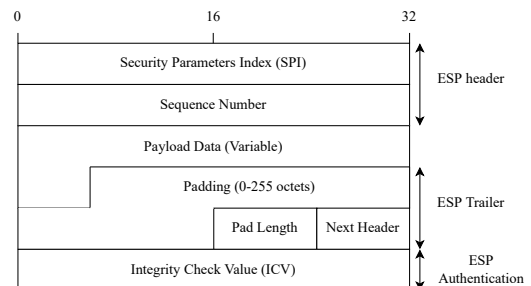 0 16 32
Security Parameters Index (SPI)
ESP header
Sequence Number
Payload Data (Variable)
Padding (0-255 octets)
ESP Trailer
Pad Length Next Header
Integrity Check Value (ICV)
ESP
Authentication